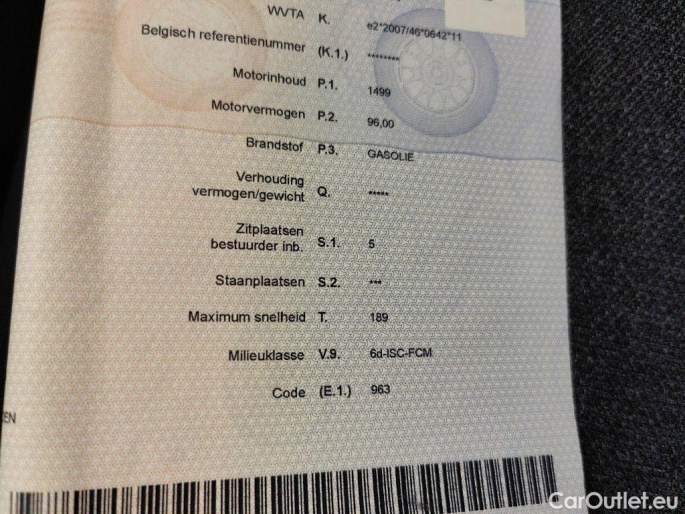 WVTA K. e2*2007/46*0642*11
Belgisch referentienummer (K.1.) ********
Motorinhoud P.1. 1499
Motorvermogen P.2. 96,00
Brandstof P.3. GASOLIE
Verhouding
vermogen/gewicht Q. *****
Zitplaatsen
bestuurder inb. S.1. 5
Staanplaatsen S.2. ***
Maximum snelheid T. 189
Milieuklasse V.9. 6d-ISC-FCM
Code (E.1.) 963
EN
CarOutlet.eu